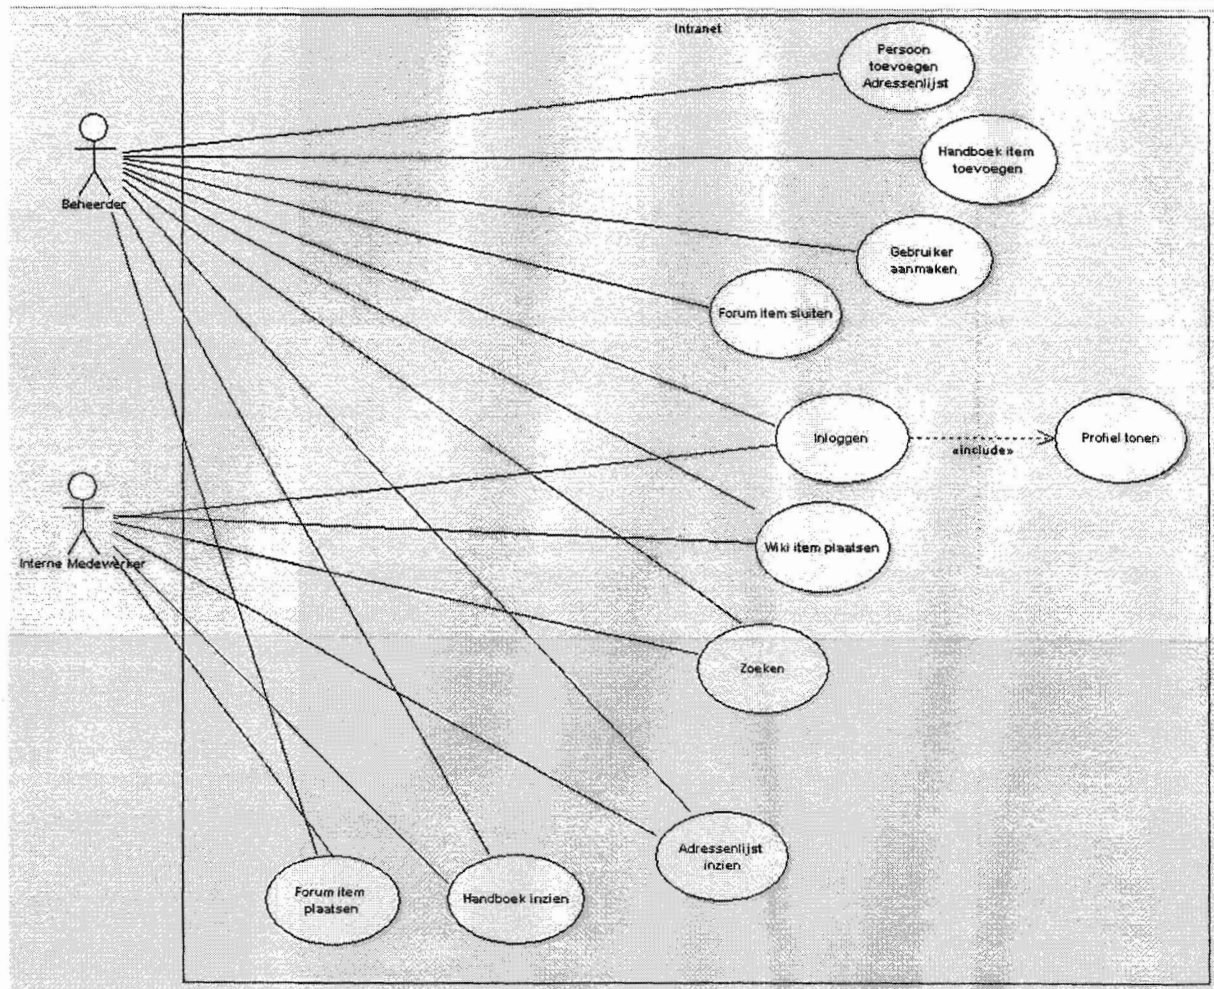 Intranet
Persoon
toevoegen
Adressenlijst
Handboek item
toevoegen
Beheerder
Gebruiker
aanmaken
Forum item sluiten
Inloggen
«include»
Profiel tonen
Interne Medewerker
Wiki item plaatsen
Zoeken
Adressenlijst
inzien
Forum item
plaatsen
Handboek inzien